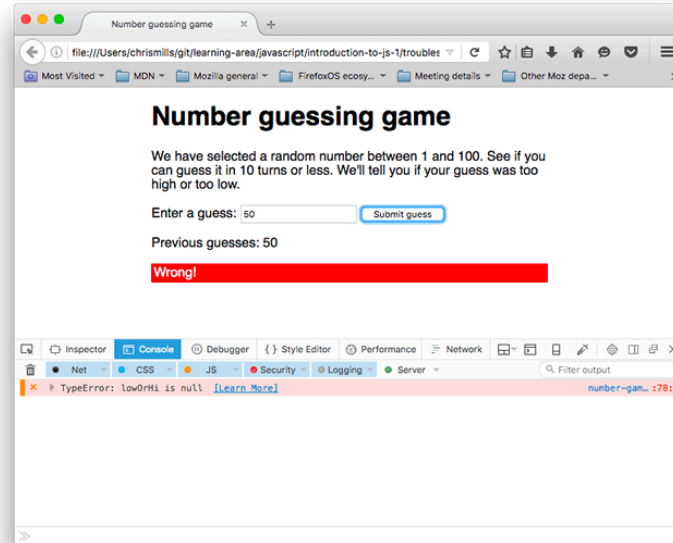 Number guessing game
file:///Users/chrismills/git/learning-area/javascript/introduction-to-js-1/troubles
Most Visited MDN Mozilla general FirefoxOS ecosy... Meeting details Other Moz depa...
Number guessing game
We have selected a random number between 1 and 100. See if you
can guess it in 10 turns or less. We'll tell you if your guess was too
high or too low.
Enter a guess: 50 Submit guess
Previous guesses: 50
Wrong!
Inspector Console Debugger { } Style Editor Performance Network
Net CSS JS Security Logging Server Filter output
TypeError: lowOrHi is null [Learn More] number-gam… :78: